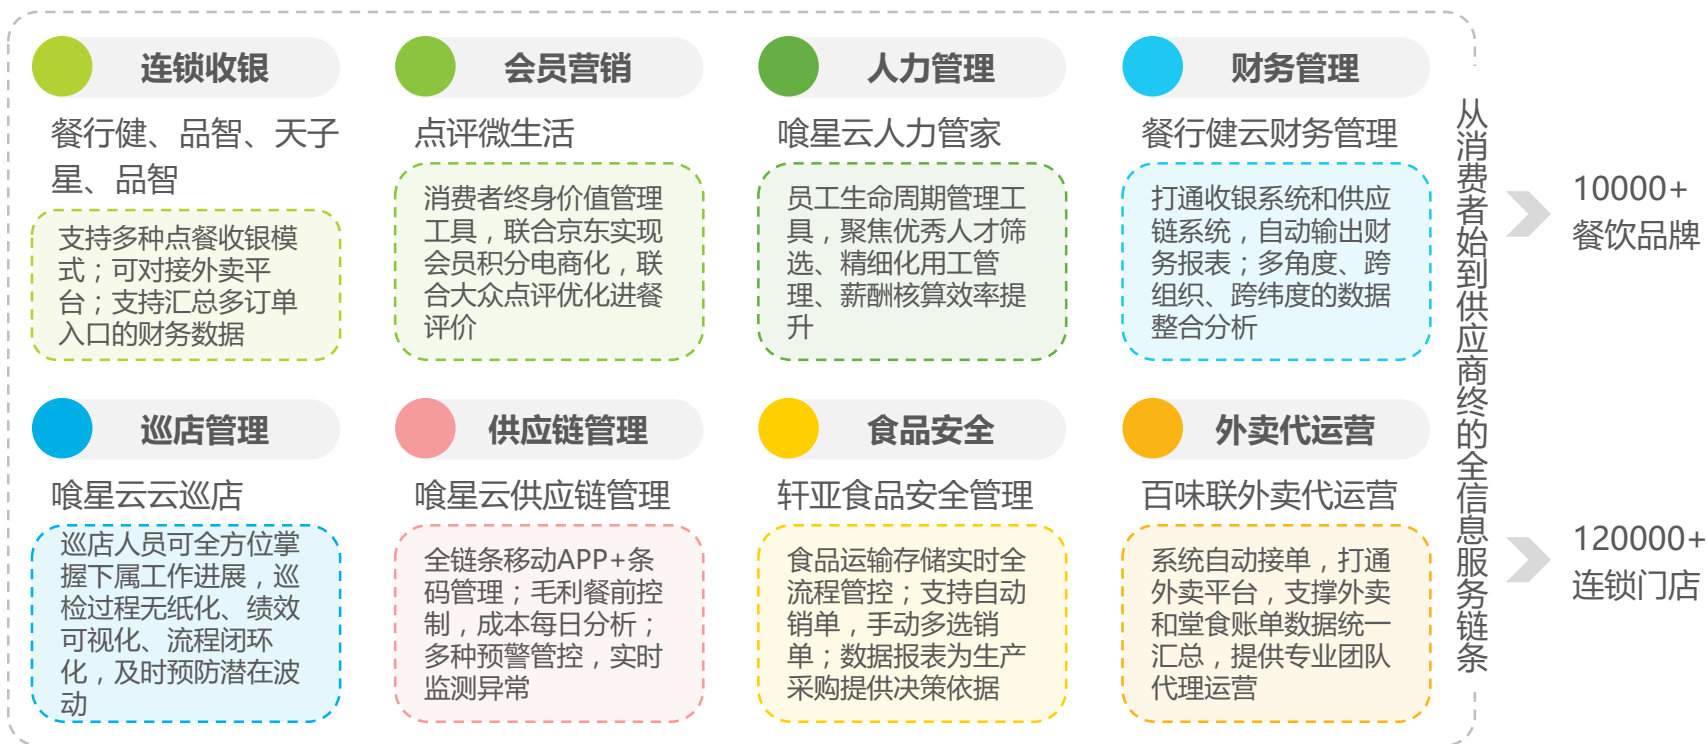 连锁收银
餐行健、品智、天子
星、品智
支持多种点餐收银模
式；可对接外卖平
台；支持汇总多订单
入口的财务数据
会员营销
点评微生活
消费者终身价值管理
工具，联合京东实现
会员积分电商化，联
合大众点评优化进餐
评价
人力管理
喰星云人力管家
员工生命周期管理工
具，聚焦优秀人才筛
选、精细化用工管
理、薪酬核算效率提
升
财务管理
餐行健云财务管理
打通收银系统和供应
链系统，自动输出财
务报表；多角度、跨
组织、跨纬度的数据
整合分析
巡店管理
喰星云云巡店
巡店人员可全方位掌
握下属工作进展，巡
检过程无纸化、绩效
可视化、流程闭环
化，及时预防潜在波
动
供应链管理
喰星云供应链管理
全链条移动APP+条
码管理；毛利餐前控
制，成本每日分析；
多种预警管控，实时
监测异常
食品安全
轩亚食品安全管理
食品运输存储实时全
流程管控；支持自动
销单，手动多选销
单；数据报表为生产
采购提供决策依据
外卖代运营
百味联外卖代运营
系统自动接单，打通
外卖平台，支撑外卖
和堂食账单数据统一
汇总，提供专业团队
代理运营
从消费者始到供应商终的全信息服务链条
10000+
餐饮品牌
120000+
连锁门店